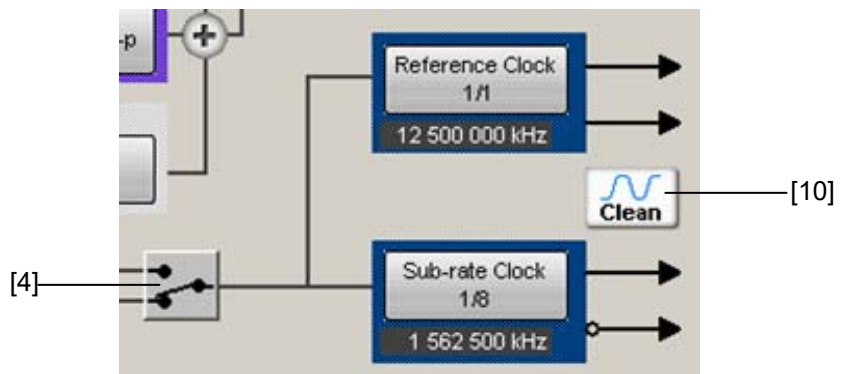 -p
Reference Clock
1/1
12 500 000 kHz
Clean
[10]
[4]
Sub-rate Clock
1/8
1 562 500 kHz